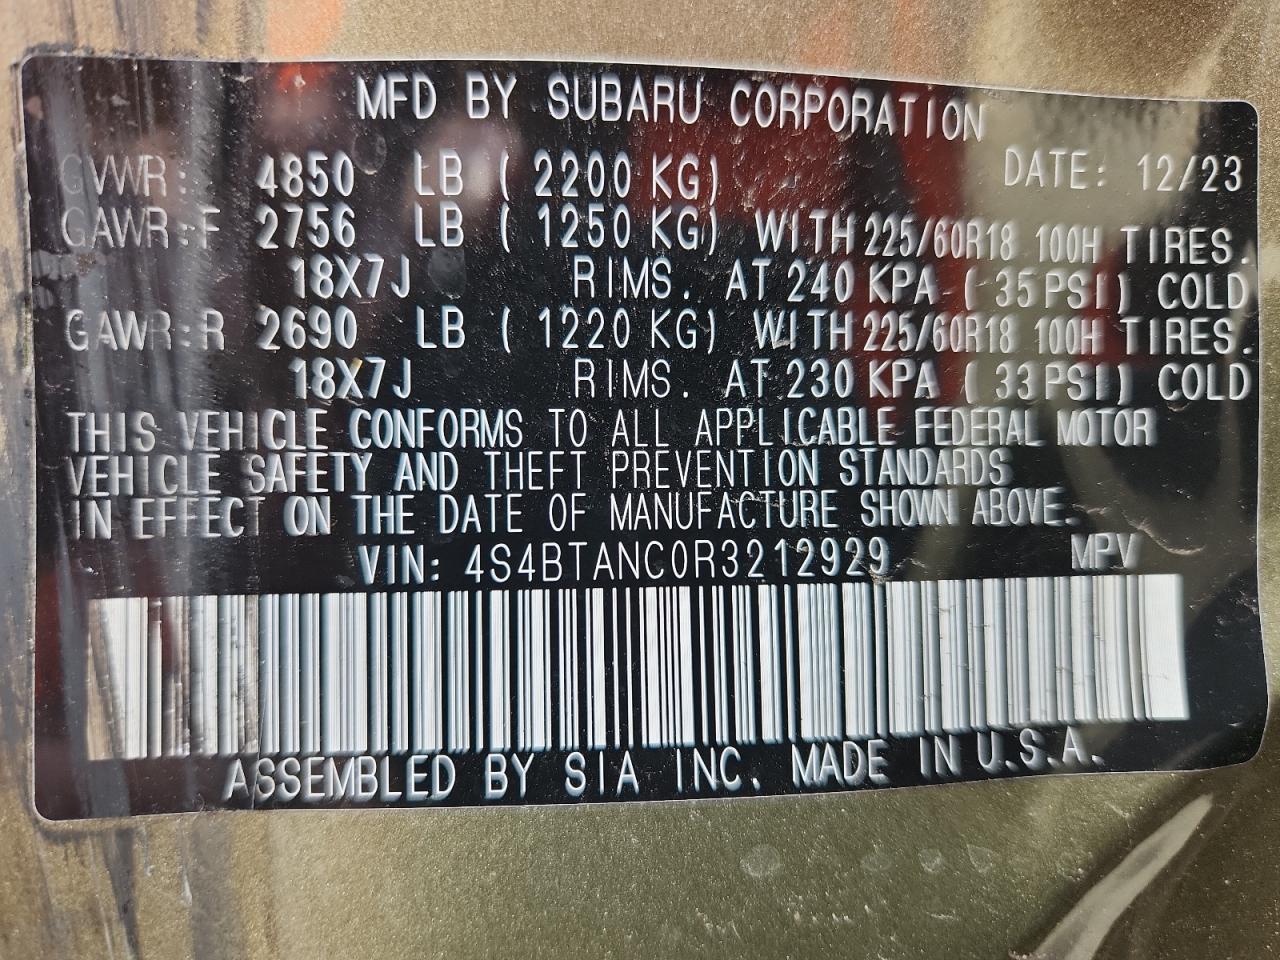 MFD BY SUBARU CORPORATION
GVWR: 4850 LB ( 2200 KG) DATE: 12/23
GAWR:F 2756 LB ( 1250 KG) WITH 225/60R18 100H TIRES.
18X7J RIMS. AT 240 KPA ( 35PSI) COLD
GAWR:R 2690 LB ( 1220 KG) WITH 225/60R18 100H TIRES.
18X7J RIMS. AT 230 KPA ( 33PSI) COLD
THIS VEHICLE CONFORMS TO ALL APPLICABLE FEDERAL MOTOR
VEHICLE SAFETY AND THEFT PREVENTION STANDARDS
IN EFFECT ON THE DATE OF MANUFACTURE SHOWN ABOVE.
VIN: 4S4BTANC0R3212929 MPV
ASSEMBLED BY SIA INC. MADE IN U.S.A.